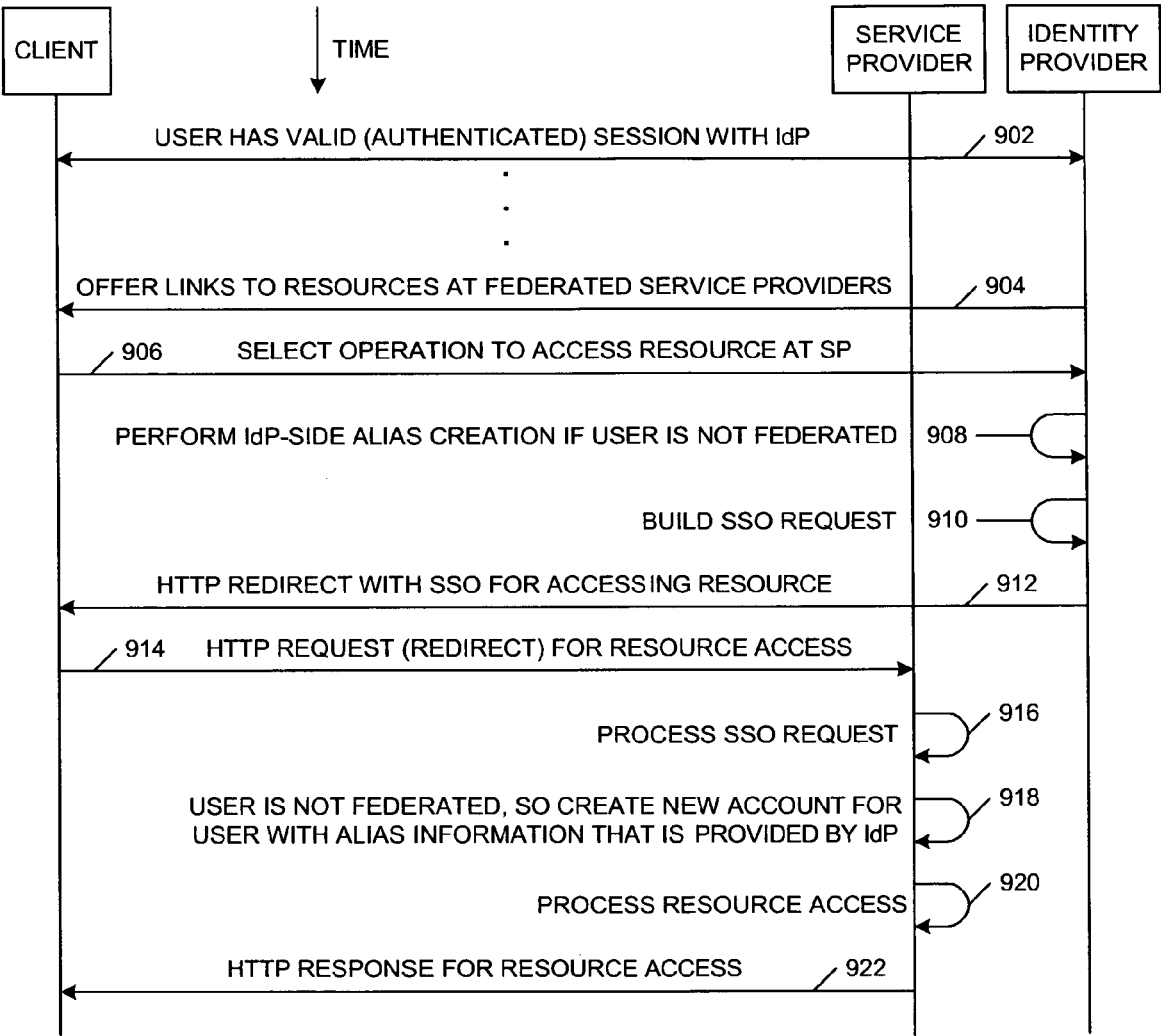 CLIENT
TIME
SERVICE
PROVIDER
IDENTITY
PROVIDER
USER HAS VALID (AUTHENTICATED) SESSION WITH IdP
902
OFFER LINKS TO RESOURCES AT FEDERATED SERVICE PROVIDERS
904
906
SELECT OPERATION TO ACCESS RESOURCE AT SP
PERFORM IdP-SIDE ALIAS CREATION IF USER IS NOT FEDERATED
908
BUILD SSO REQUEST
910
HTTP REDIRECT WITH SSO FOR ACCESSING RESOURCE
912
914
HTTP REQUEST (REDIRECT) FOR RESOURCE ACCESS
PROCESS SSO REQUEST
916
USER IS NOT FEDERATED, SO CREATE NEW ACCOUNT FOR
USER WITH ALIAS INFORMATION THAT IS PROVIDED BY IdP
918
PROCESS RESOURCE ACCESS
920
HTTP RESPONSE FOR RESOURCE ACCESS
922